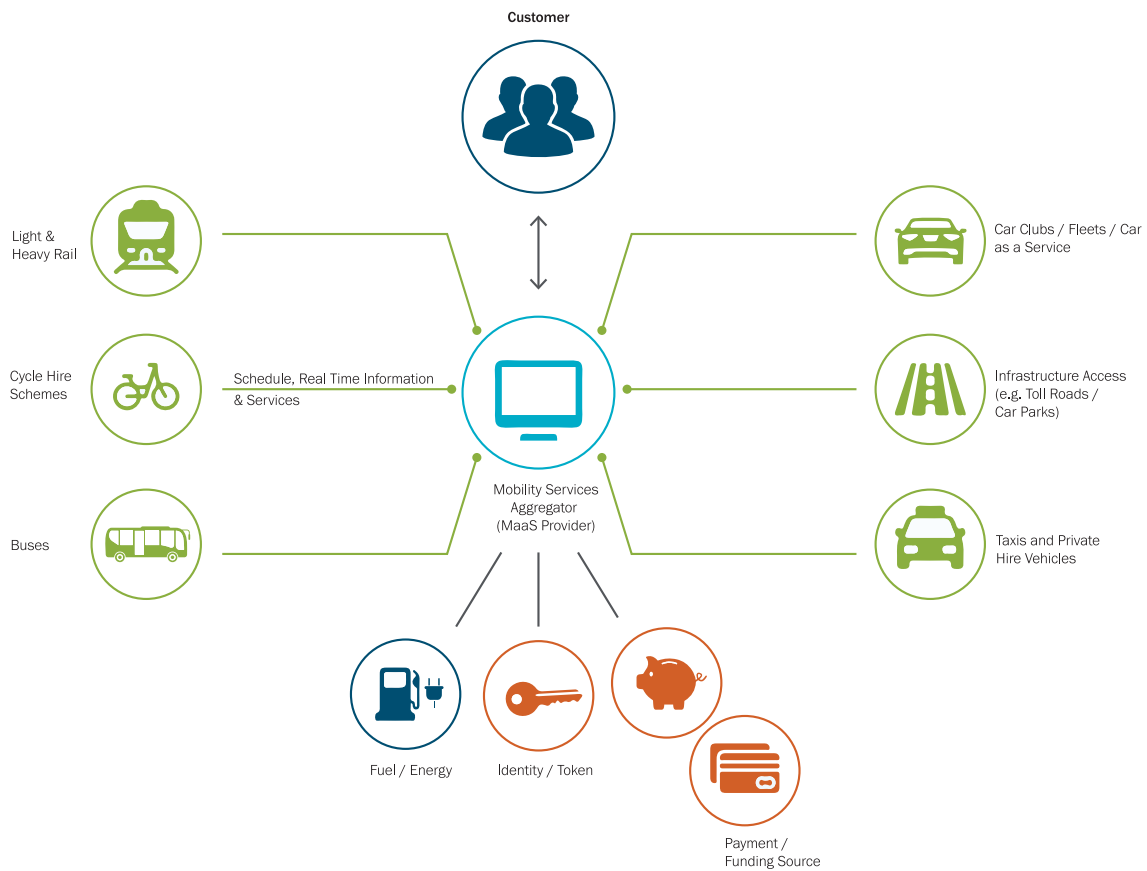 Customer
Light &
Heavy Rail
Car Clubs / Fleets / Car
as a Service
Cycle Hire
Schemes
Schedule, Real Time Information
& Services
Infrastructure Access
(e.g. Toll Roads /
Car Parks)
Mobility Services
Aggregator
(MaaS Provider)
Buses
Taxis and Private
Hire Vehicles
Fuel / Energy
Identity / Token
Payment /
Funding Source